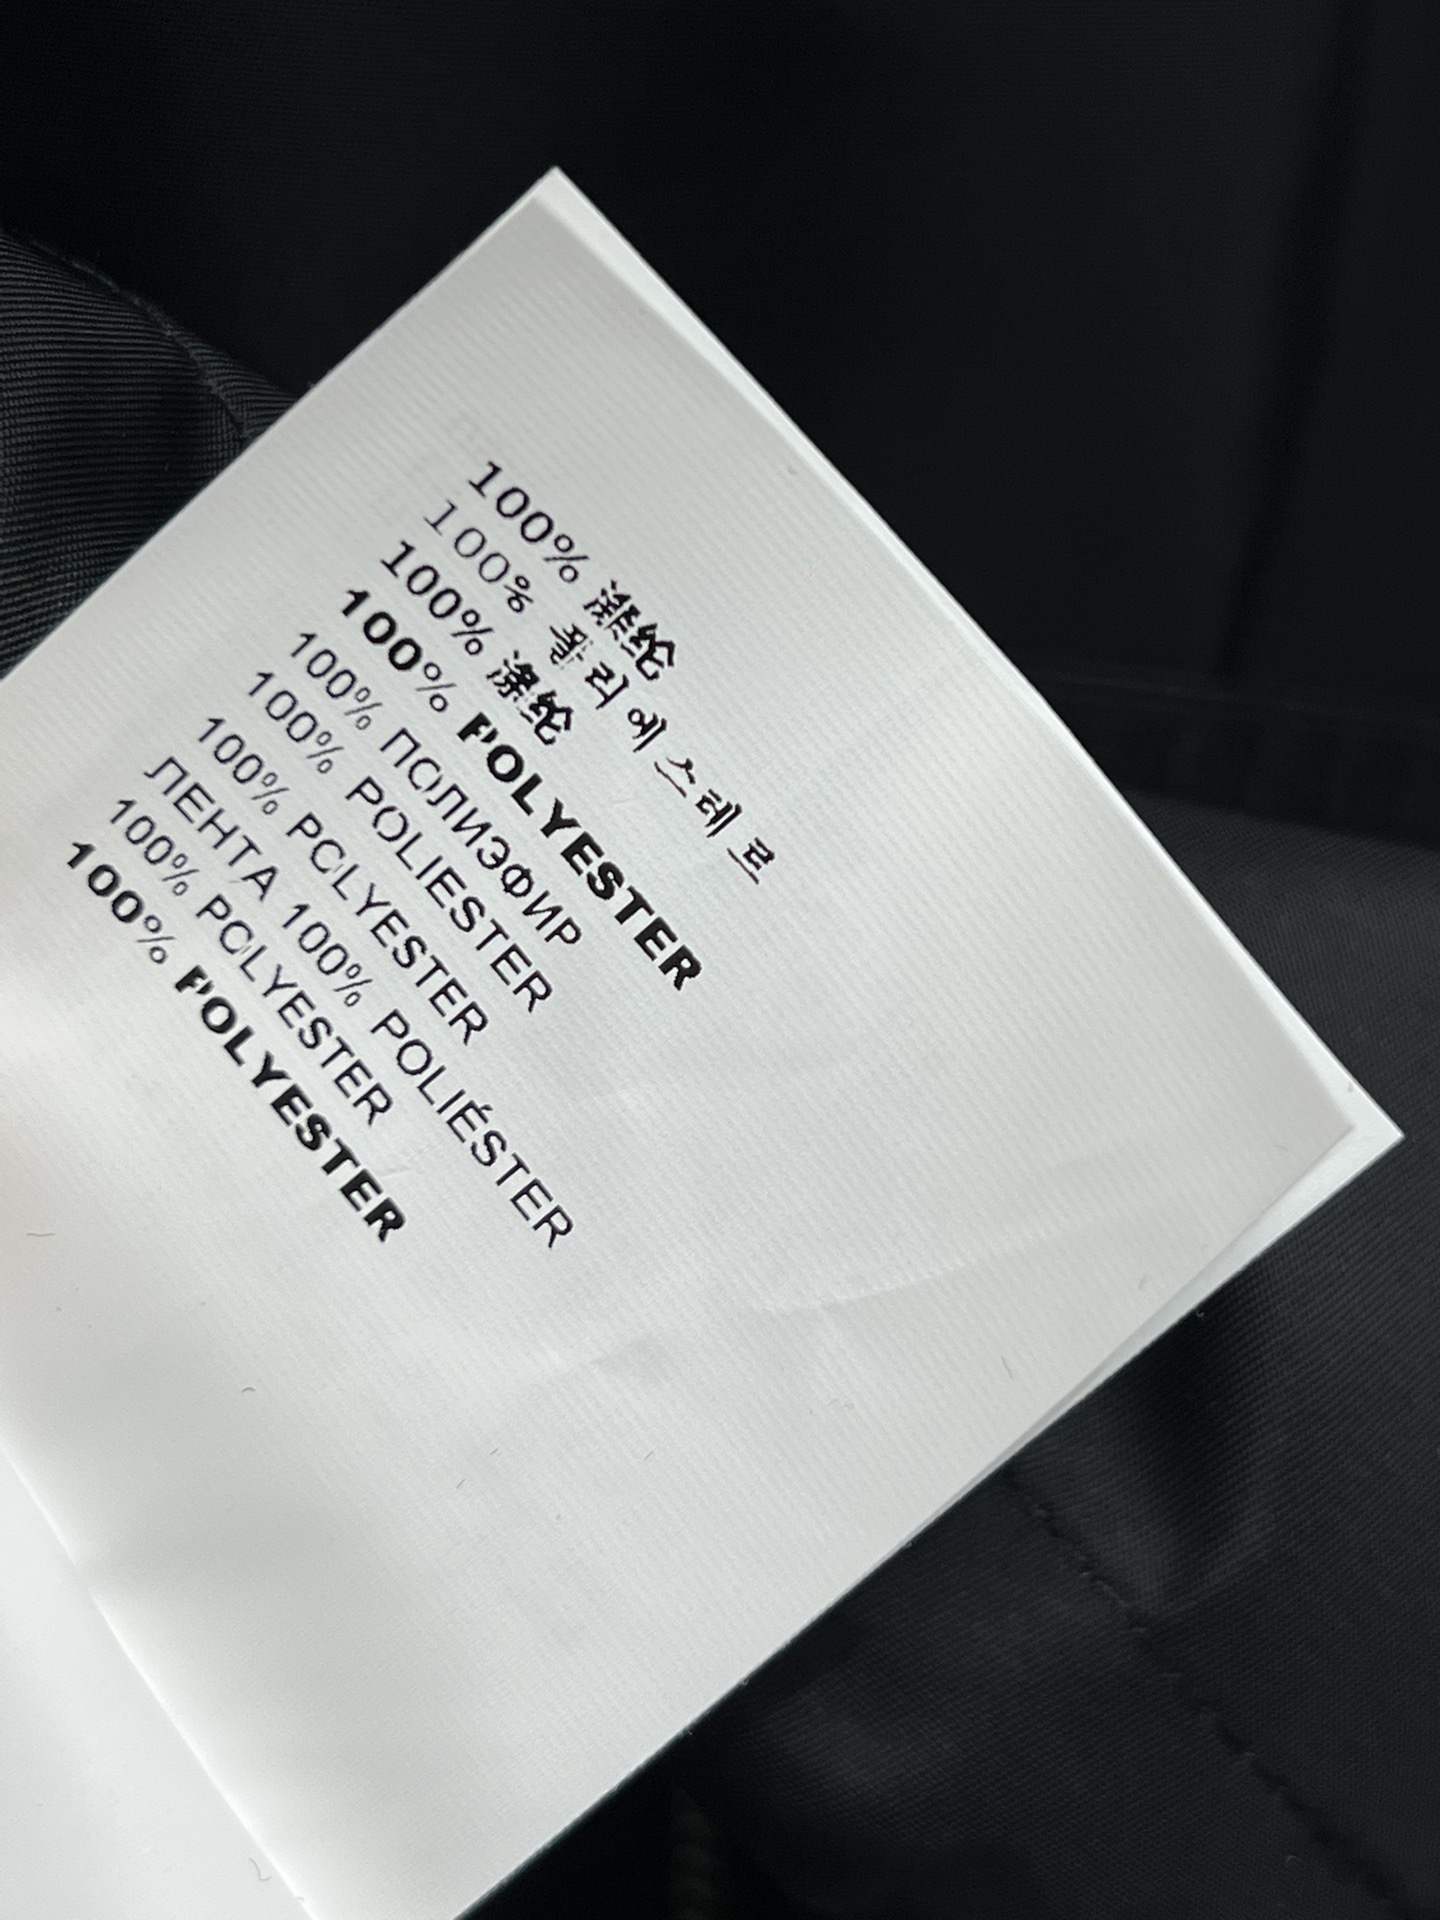 100% 滌纶
100% 폴리에스테르
100% 涤纶
100% POLYESTER
100% ПОЛИЭФИР
100% POLIESTER
100% POLYESTER
ЛЕНТА 100% POLIÉSTER
100% POLYESTER
100% POLYESTER